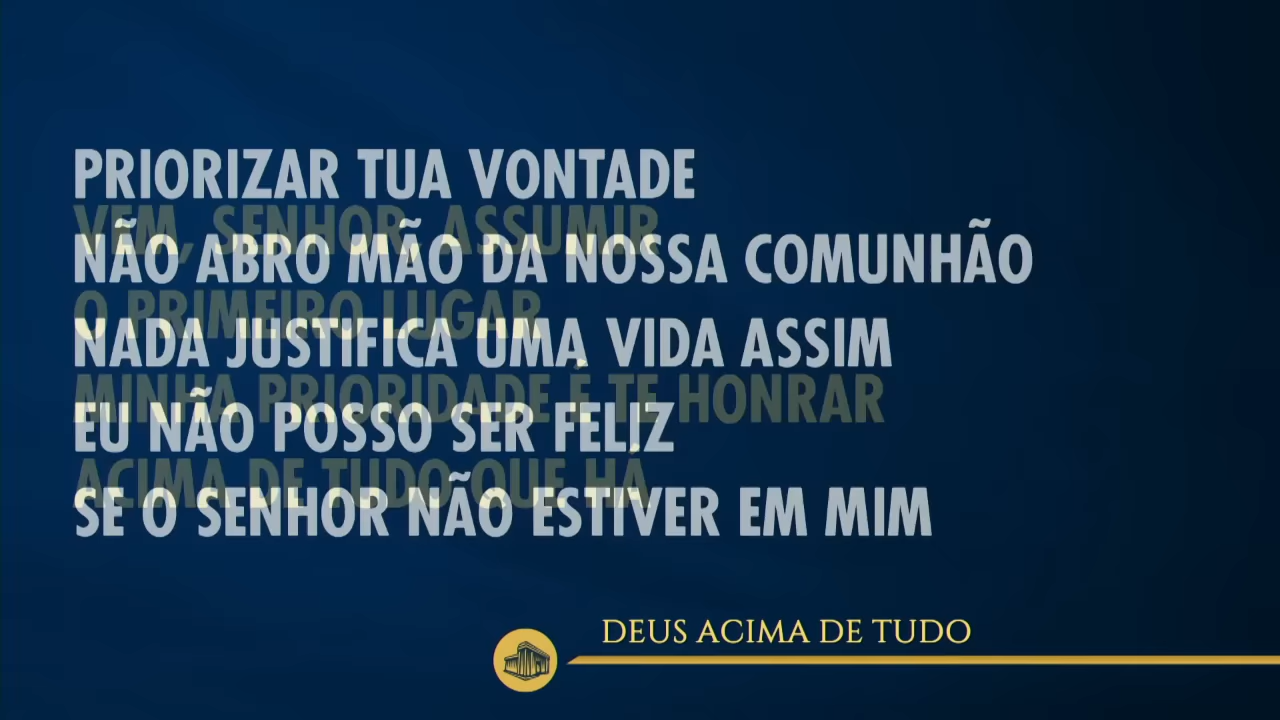 PRIORIZAR TUA VONTADE
VEM, SENHOR, ASSUMIR
NÃO ABRO MÃO DA NOSSA COMUNHÃO
O PRIMEIRO LUGAR
NADA JUSTIFICA UMA VIDA ASSIM
MINHA PRIORIDADE É TE HONRAR
EU NÃO POSSO SER FELIZ
ACIMA DE TUDO QUE HÁ
SE O SENHOR NÃO ESTIVER EM MIM
DEUS ACIMA DE TUDO